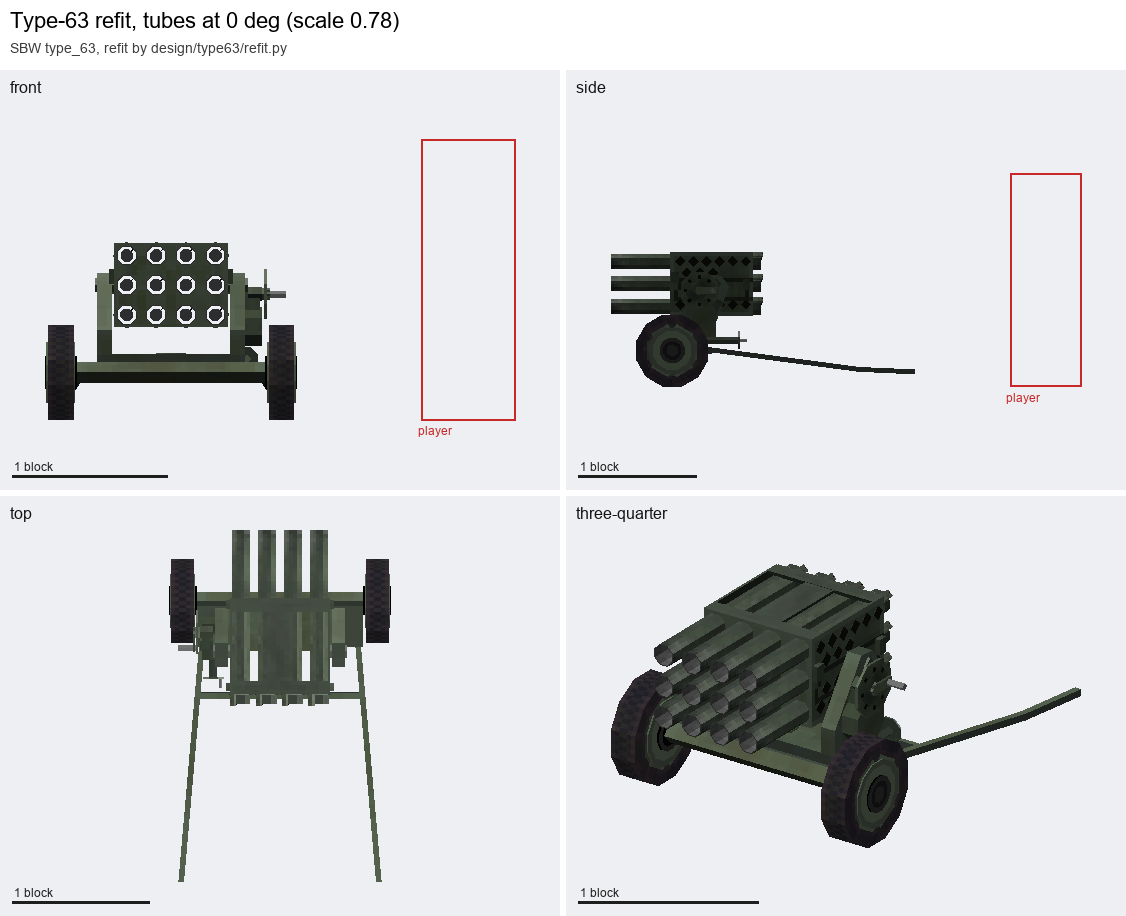 Type-63 refit, tubes at 0 deg (scale 0.78)
SBW type_63, refit by design/type63/refit.py
front
side
player
player
1 block
1 block
top
three-quarter
1 block
1 block